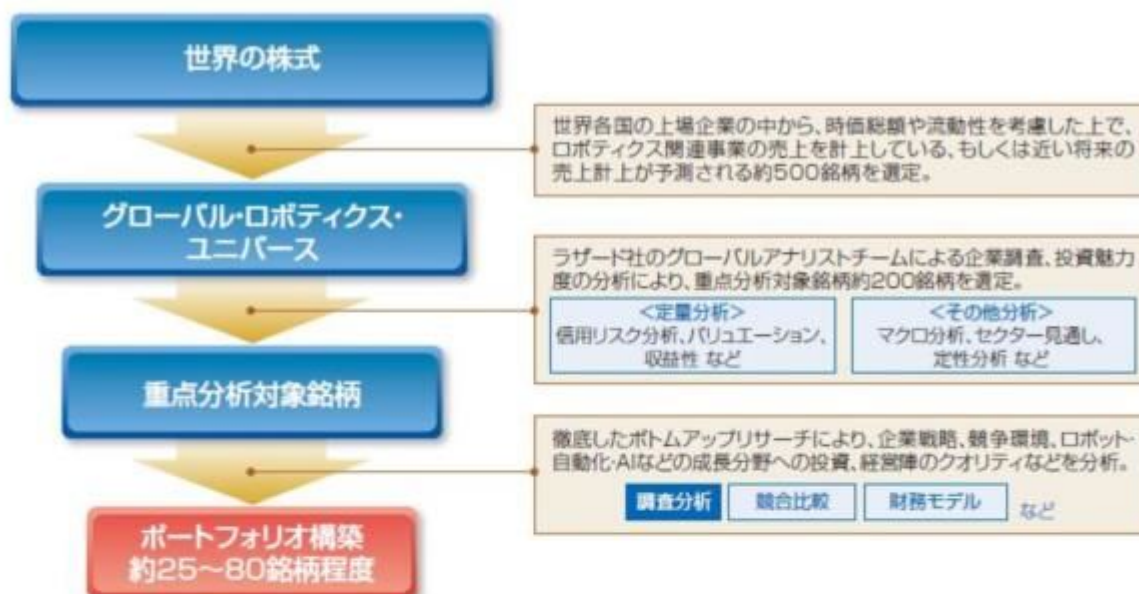 世界の株式
世界各国の上場企業の中から、時価総額や流動性を考慮した上で、
ロボティクス関連事業の売上を計上している、もしくは近い将来の
売上計上が予測される約500銘柄を選定。
グローバル・ロボティクス・
ユニバース
ラザード社のグローバルアナリストチームによる企業調査、投資魅力
度の分析により、重点分析対象銘柄約200銘柄を選定。
<定量分析>
信用リスク分析、バリュエーション、
収益性 など
<その他分析>
マクロ分析、セクター見通し、
定性分析 など
重点分析対象銘柄
徹底したボトムアップリサーチにより、企業戦略、競争環境、ロボット・
自動化・AIなどの成長分野への投資、経営陣のクオリティなどを分析。
調査分析
競合比較
財務モデル
など
ポートフォリオ構築
約25～80銘柄程度